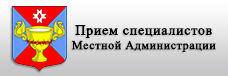 Прием специалистов
Местной Администрации